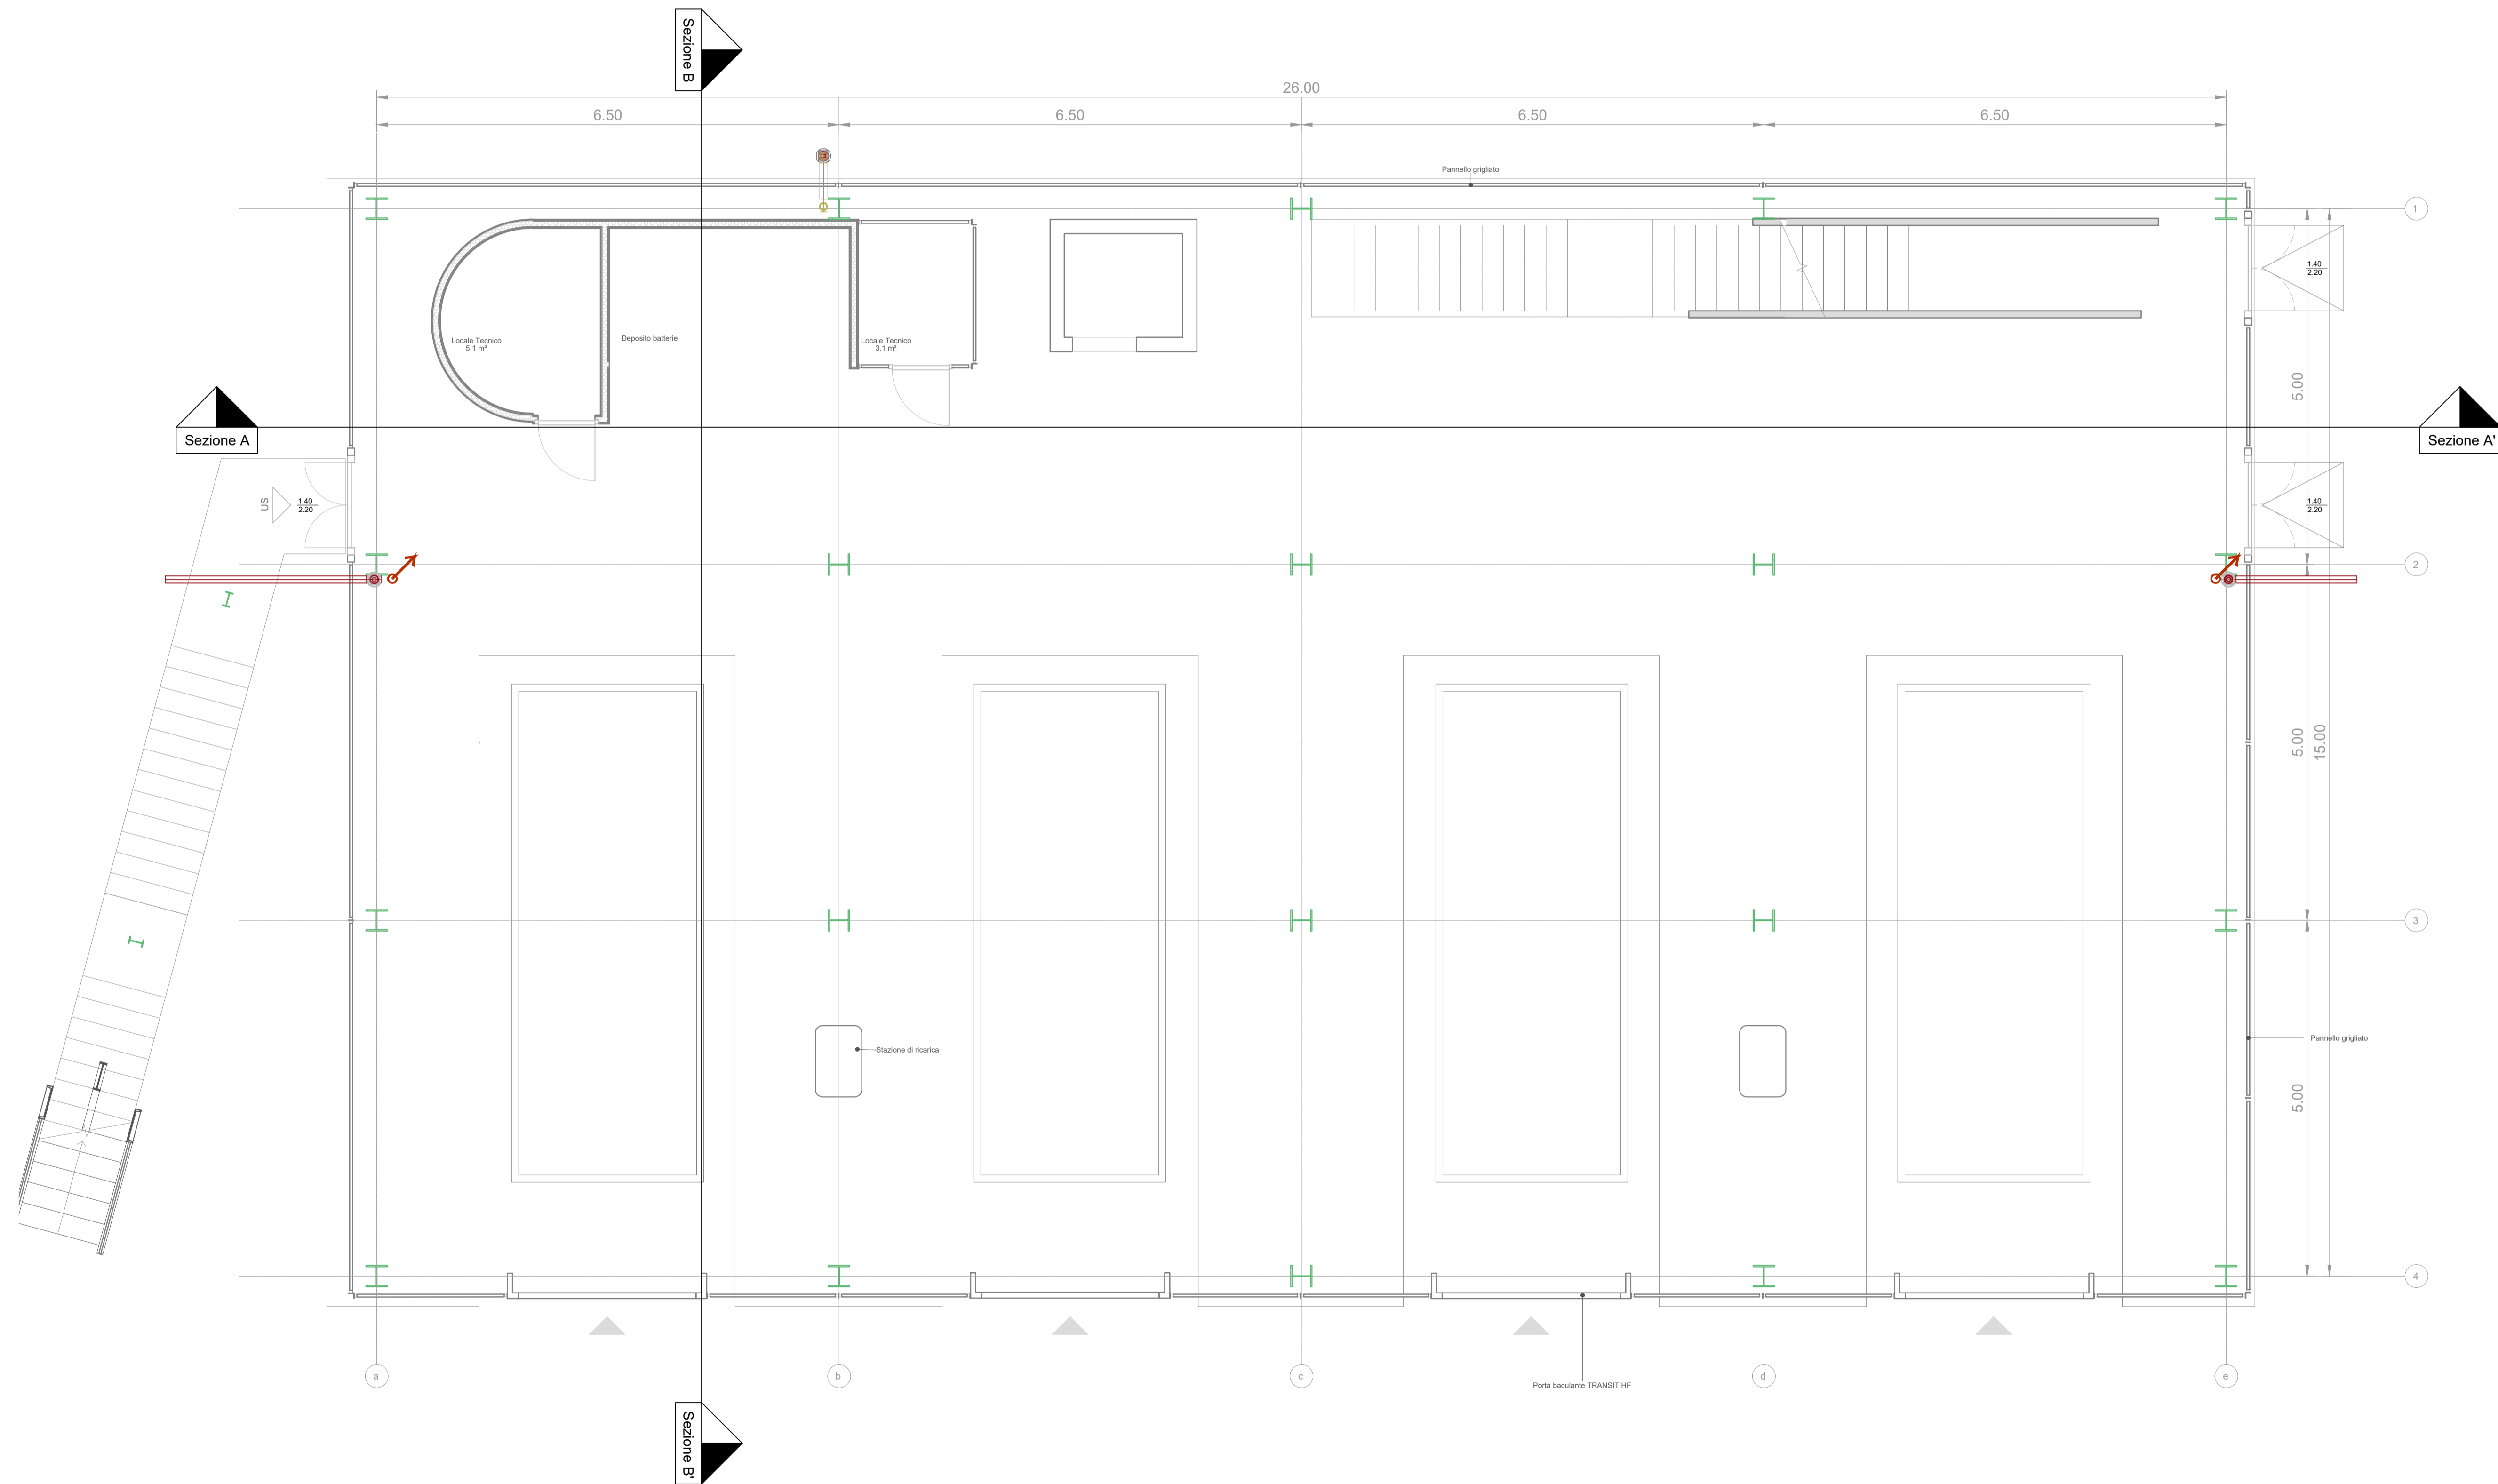 Sezione B
26.00
6.50
6.50
6.50
6.50
Pannello grigliato
1
1.40
2.20
Locale Tecnico
5.1 m²
Deposito batterie
Locale Tecnico
3.1 m²
5.00
Sezione A
Sezione A'
US
1.40
2.20
1.40
2.20
2
5.00
15.00
3
Stazione di ricarica
Pannello grigliato
5.00
4
a
b
c
d
e
Porta baculante TRANSIT HF
Sezione B'